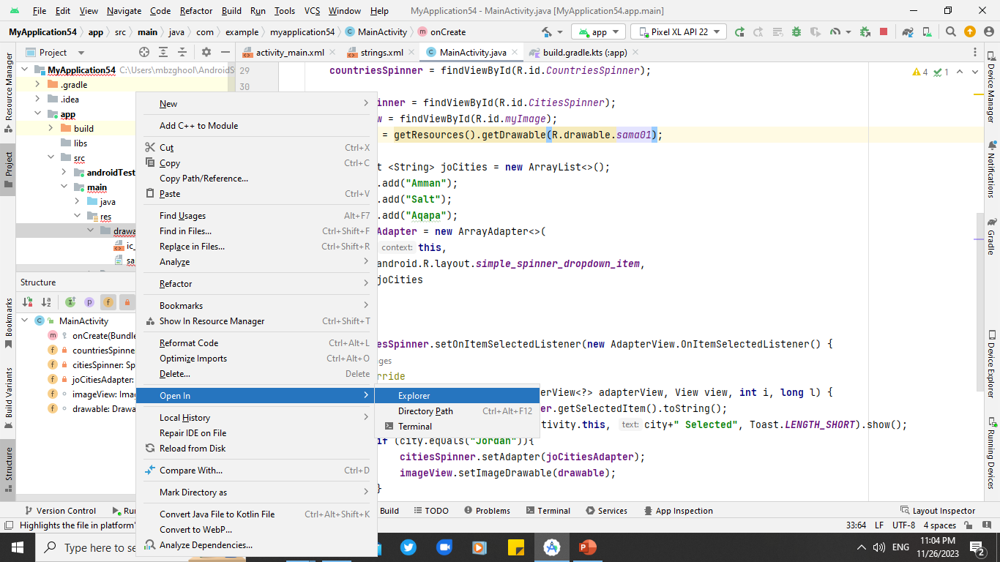 File Edit View Navigate Code Refactor Build Run Tools VCS Window Help MyApplication54 - MainActivity.java [MyApplication54.app.main]
MyApplication54 app src main java com example myapplication54 MainActivity onCreate app Pixel XL API 22
Project activity_main.xml strings.xml MainActivity.java build.gradle.kts (:app)
Resource Manager
Project
Bookmarks
Build Variants
Structure
MyApplication54 C:\Users\mbzghool\AndroidSt
.gradle
.idea
app
build
libs
src
androidTest
main
java
res
drawa
ic_
sa
Structure
MainActivity
onCreate(Bundle
countriesSpinner
citiesSpinner: Sp
joCitiesAdapter:
imageView: Imag
drawable: Drawa
New
Add C++ to Module
Cut Ctrl+X
Copy Ctrl+C
Copy Path/Reference...
Paste Ctrl+V
Find Usages Alt+F7
Find in Files... Ctrl+Shift+F
Replace in Files... Ctrl+Shift+R
Analyze
Refactor
Bookmarks
Show In Resource Manager Ctrl+Shift+T
Reformat Code Ctrl+Alt+L
Optimize Imports Ctrl+Alt+O
Delete... Delete
Open In
Local History
Repair IDE on File
Reload from Disk
Compare With... Ctrl+D
Mark Directory as
Convert Java File to Kotlin File Ctrl+Alt+Shift+K
Convert to WebP...
Analyze Dependencies...
Explorer
Directory Path Ctrl+Alt+F12
Terminal
29 countriesSpinner = findViewById(R.id.CountriesSpinner); 4 1
30
inner = findViewById(R.id.CitiesSpinner);
w = findViewById(R.id.myImage);
= getResources().getDrawable(R.drawable.sama01);
t <String> joCities = new ArrayList<>();
.add("Amman");
.add("Salt");
.add("Aqapa");
Adapter = new ArrayAdapter<>(
context: this,
android.R.layout.simple_spinner_dropdown_item,
joCities
esSpinner.setOnItemSelectedListener(new AdapterView.OnItemSelectedListener() {
ages
rride
erView<?> adapterView, View view, int i, long l) {
er.getSelectedItem().toString();
tivity.this, text: city+" Selected", Toast.LENGTH_SHORT).show();
if (city.equals("Jordan")){
citiesSpinner.setAdapter(joCitiesAdapter);
imageView.setImageDrawable(drawable);
}
Device Manager
Notifications
Gradle
Device Explorer
Running Devices
Version Control Ru Build TODO Problems Terminal Services App Inspection Layout Inspector
Highlights the file in platform' 33:64 LF UTF-8 4 spaces
Type here to se ENG 11:04 PM
11/26/2023 2